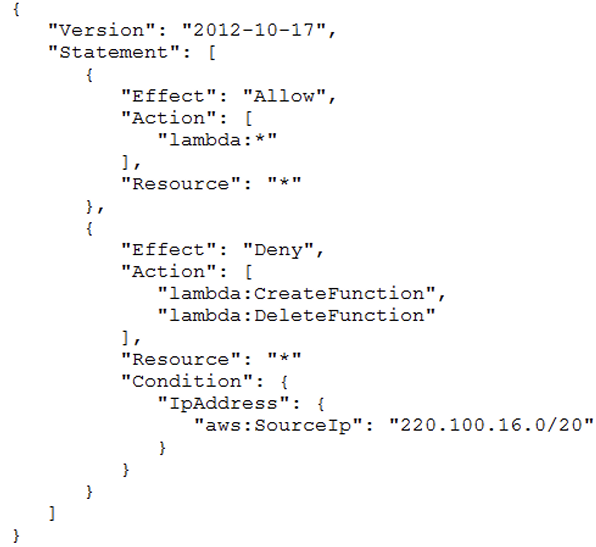 {
   "Version": "2012-10-17",
   "Statement": [
      {
         "Effect": "Allow",
         "Action": [
            "lambda:*"
         ],
         "Resource": "*"
      },
      {
         "Effect": "Deny",
         "Action": [
            "lambda:CreateFunction",
            "lambda:DeleteFunction"
         ],
         "Resource": "*"
         "Condition": {
            "IpAddress": {
               "aws:SourceIp": "220.100.16.0/20"
            }
         }
      }
   ]
}